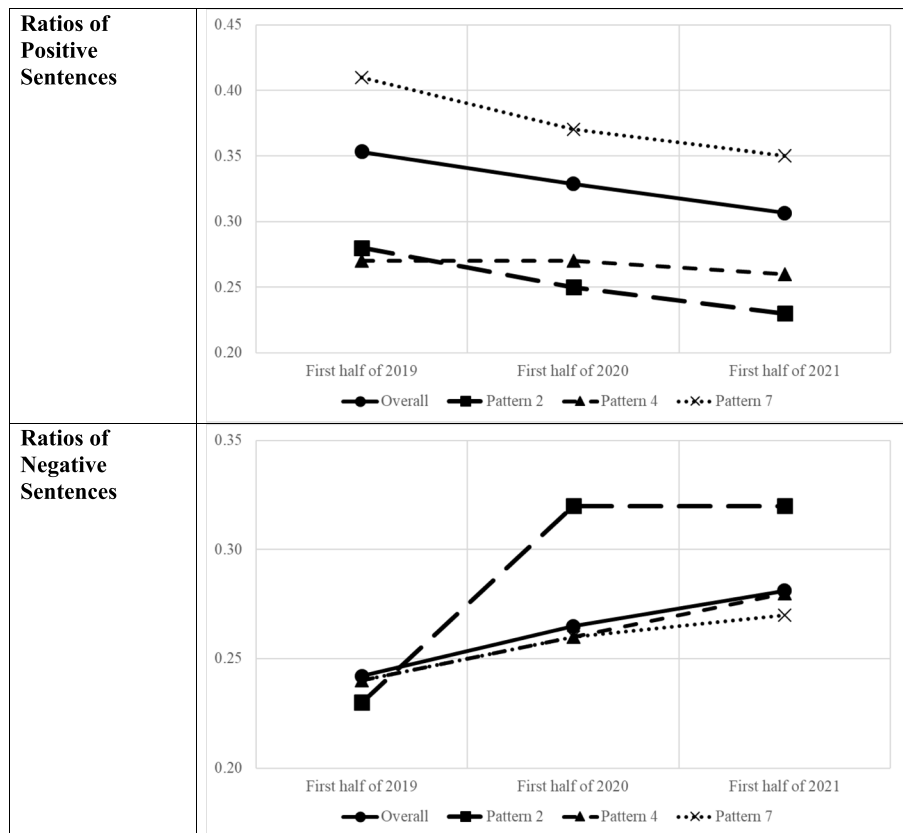 Ratios of
Positive
Sentences
0.45
0.40
0.35
0.30
0.25
0.20
First half of 2019 First half of 2020 First half of 2021
Overall Pattern 2 Pattern 4 Pattern 7
Ratios of
Negative
Sentences
0.35
0.30
0.25
0.20
First half of 2019 First half of 2020 First half of 2021
Overall Pattern 2 Pattern 4 Pattern 7